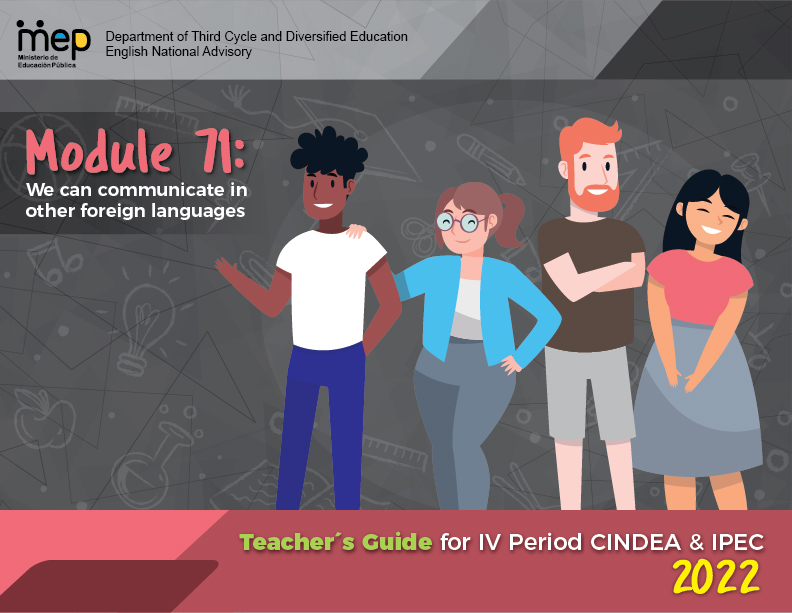 mep
Ministerio de
Educación Pública
Department of Third Cycle and Diversified Education
English National Advisory
Module 71:
We can communicate in
other foreign languages
Teacher´s Guide for IV Period CINDEA & IPEC
2022